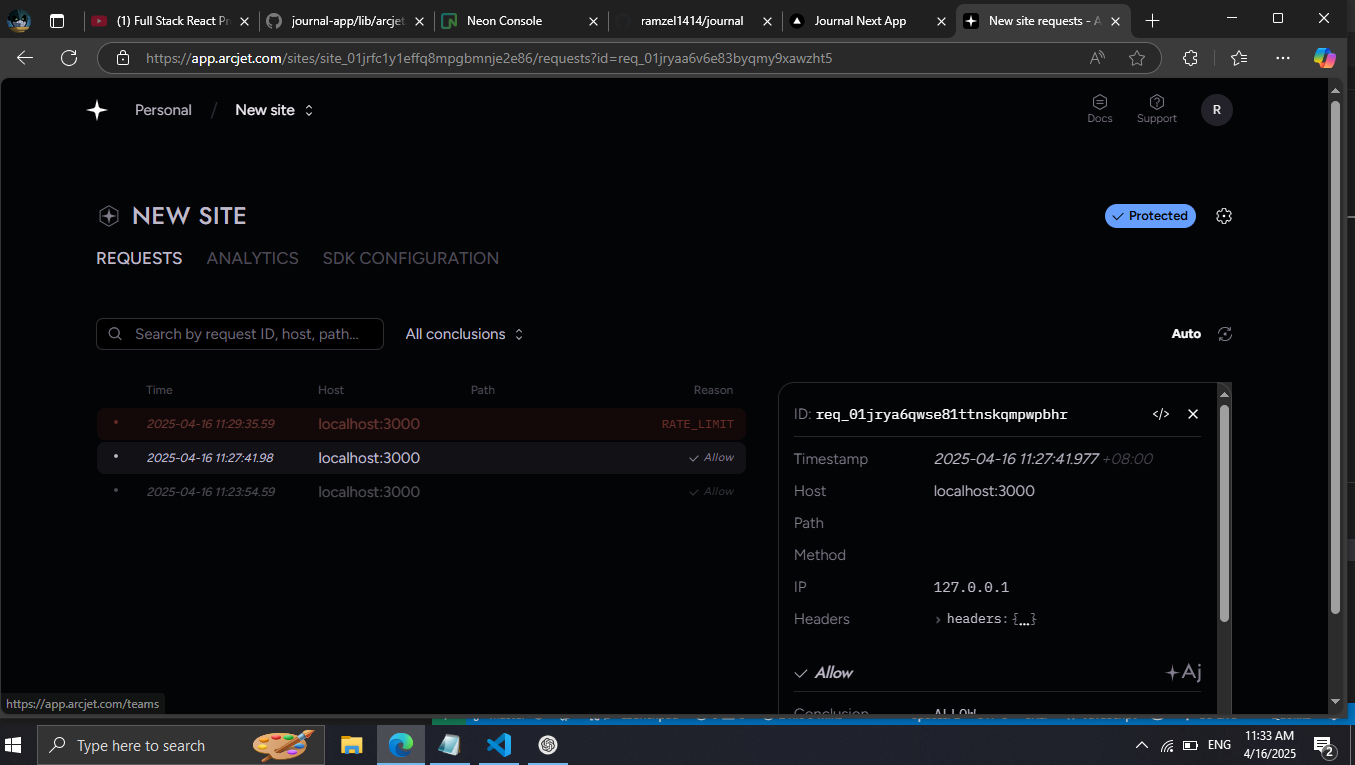 (1) Full Stack React Pr
journal-app/lib/arcjet
Neon Console
ramzel1414/journal
Journal Next App
New site requests - A
https://app.arcjet.com/sites/site_01jrfc1y1effq8mpgbmnje2e86/requests?id=req_01jryaa6v6e83byqmy9xawzht5
Personal / New site
Docs
Support
R
NEW SITE
Protected
REQUESTS ANALYTICS SDK CONFIGURATION
Search by request ID, host, path...
All conclusions
Auto
Time Host Path Reason
2025-04-16 11:29:35.59 localhost:3000 RATE_LIMIT
2025-04-16 11:27:41.98 localhost:3000 Allow
2025-04-16 11:23:54.59 localhost:3000 Allow
ID: req_01jrya6qwse81ttnskqmpwpbhr </>
Timestamp 2025-04-16 11:27:41.977 +08:00
Host localhost:3000
Path
Method
IP 127.0.0.1
Headers › headers: {…}
Allow
Aj
Conclusion ALLOW
https://app.arcjet.com/teams
Type here to search
ENG
11:33 AM
4/16/2025
2